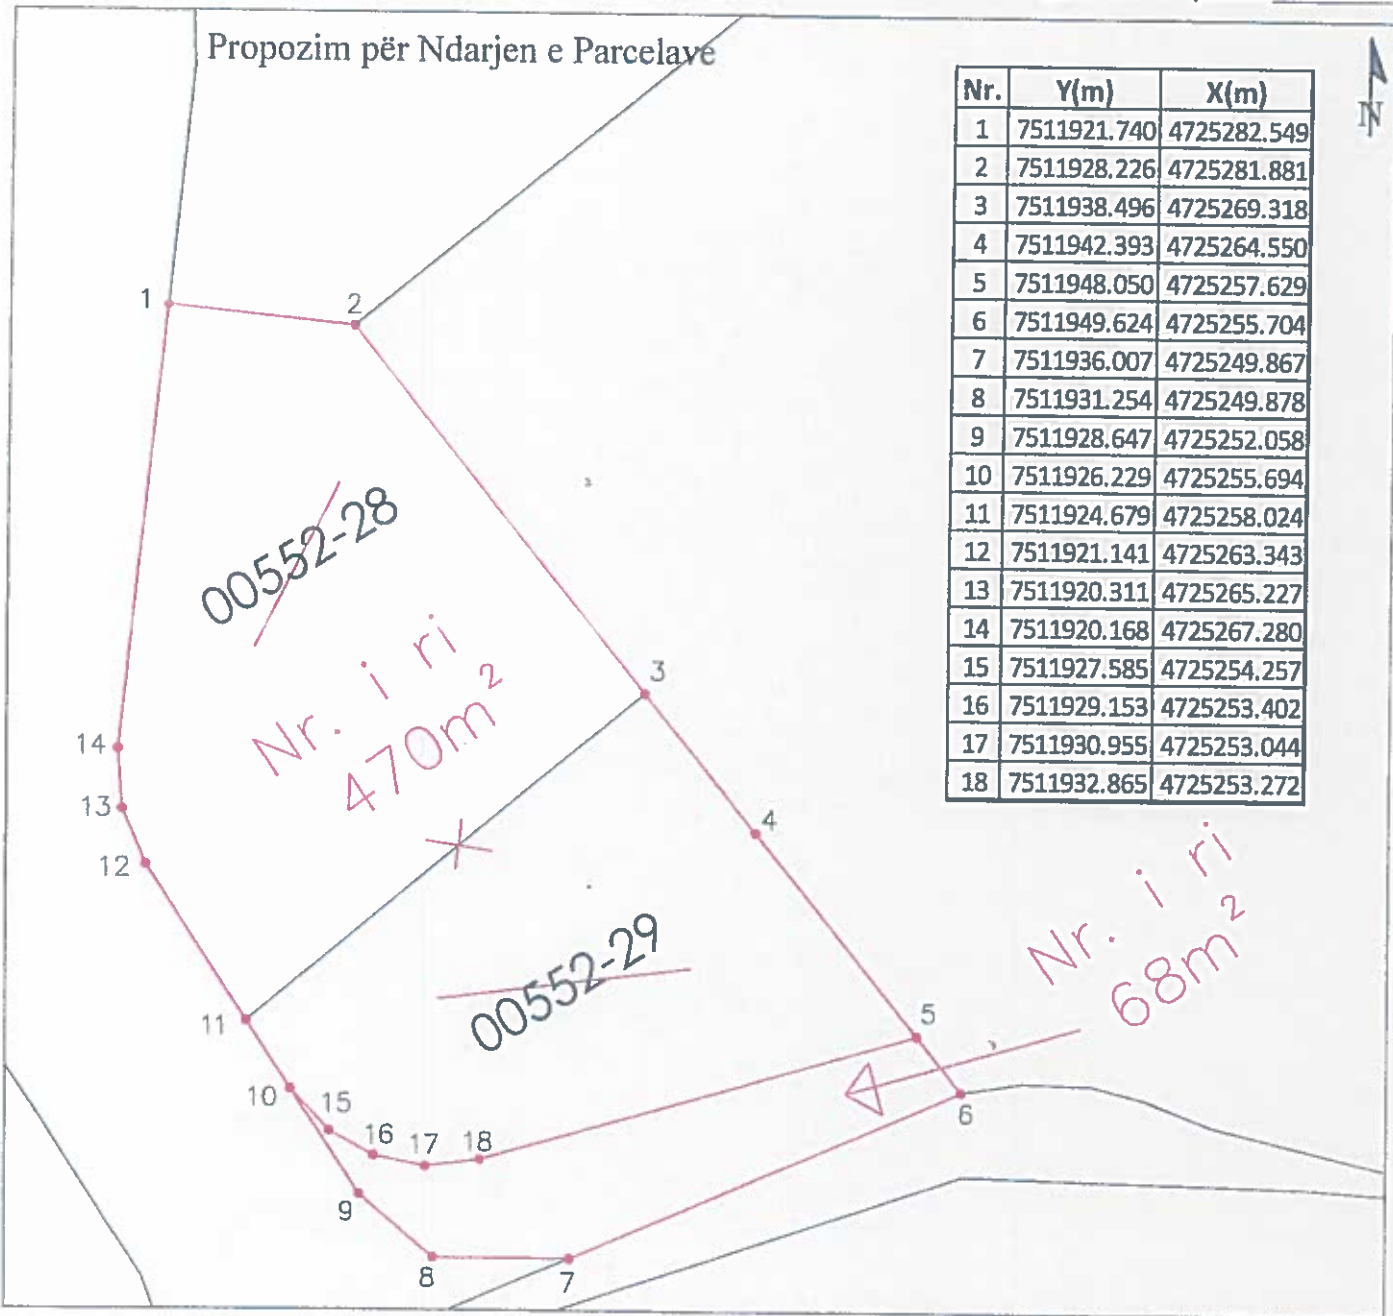 Propozim për Ndarjen e Parcelave
N
Nr. Y(m) X(m)
1 7511921.740 4725282.549
2 7511928.226 4725281.881
3 7511938.496 4725269.318
4 7511942.393 4725264.550
5 7511948.050 4725257.629
6 7511949.624 4725255.704
7 7511936.007 4725249.867
8 7511931.254 4725249.878
9 7511928.647 4725252.058
10 7511926.229 4725255.694
11 7511924.679 4725258.024
12 7511921.141 4725263.343
13 7511920.311 4725265.227
14 7511920.168 4725267.280
15 7511927.585 4725254.257
16 7511929.153 4725253.402
17 7511930.955 4725253.044
18 7511932.865 4725253.272
1
2
00552-28
Nr. i ri
470m²
3
14
13
12
4
Nr. i ri
68m²
00552-29
11
5
10
15
16
17
18
6
9
8
7